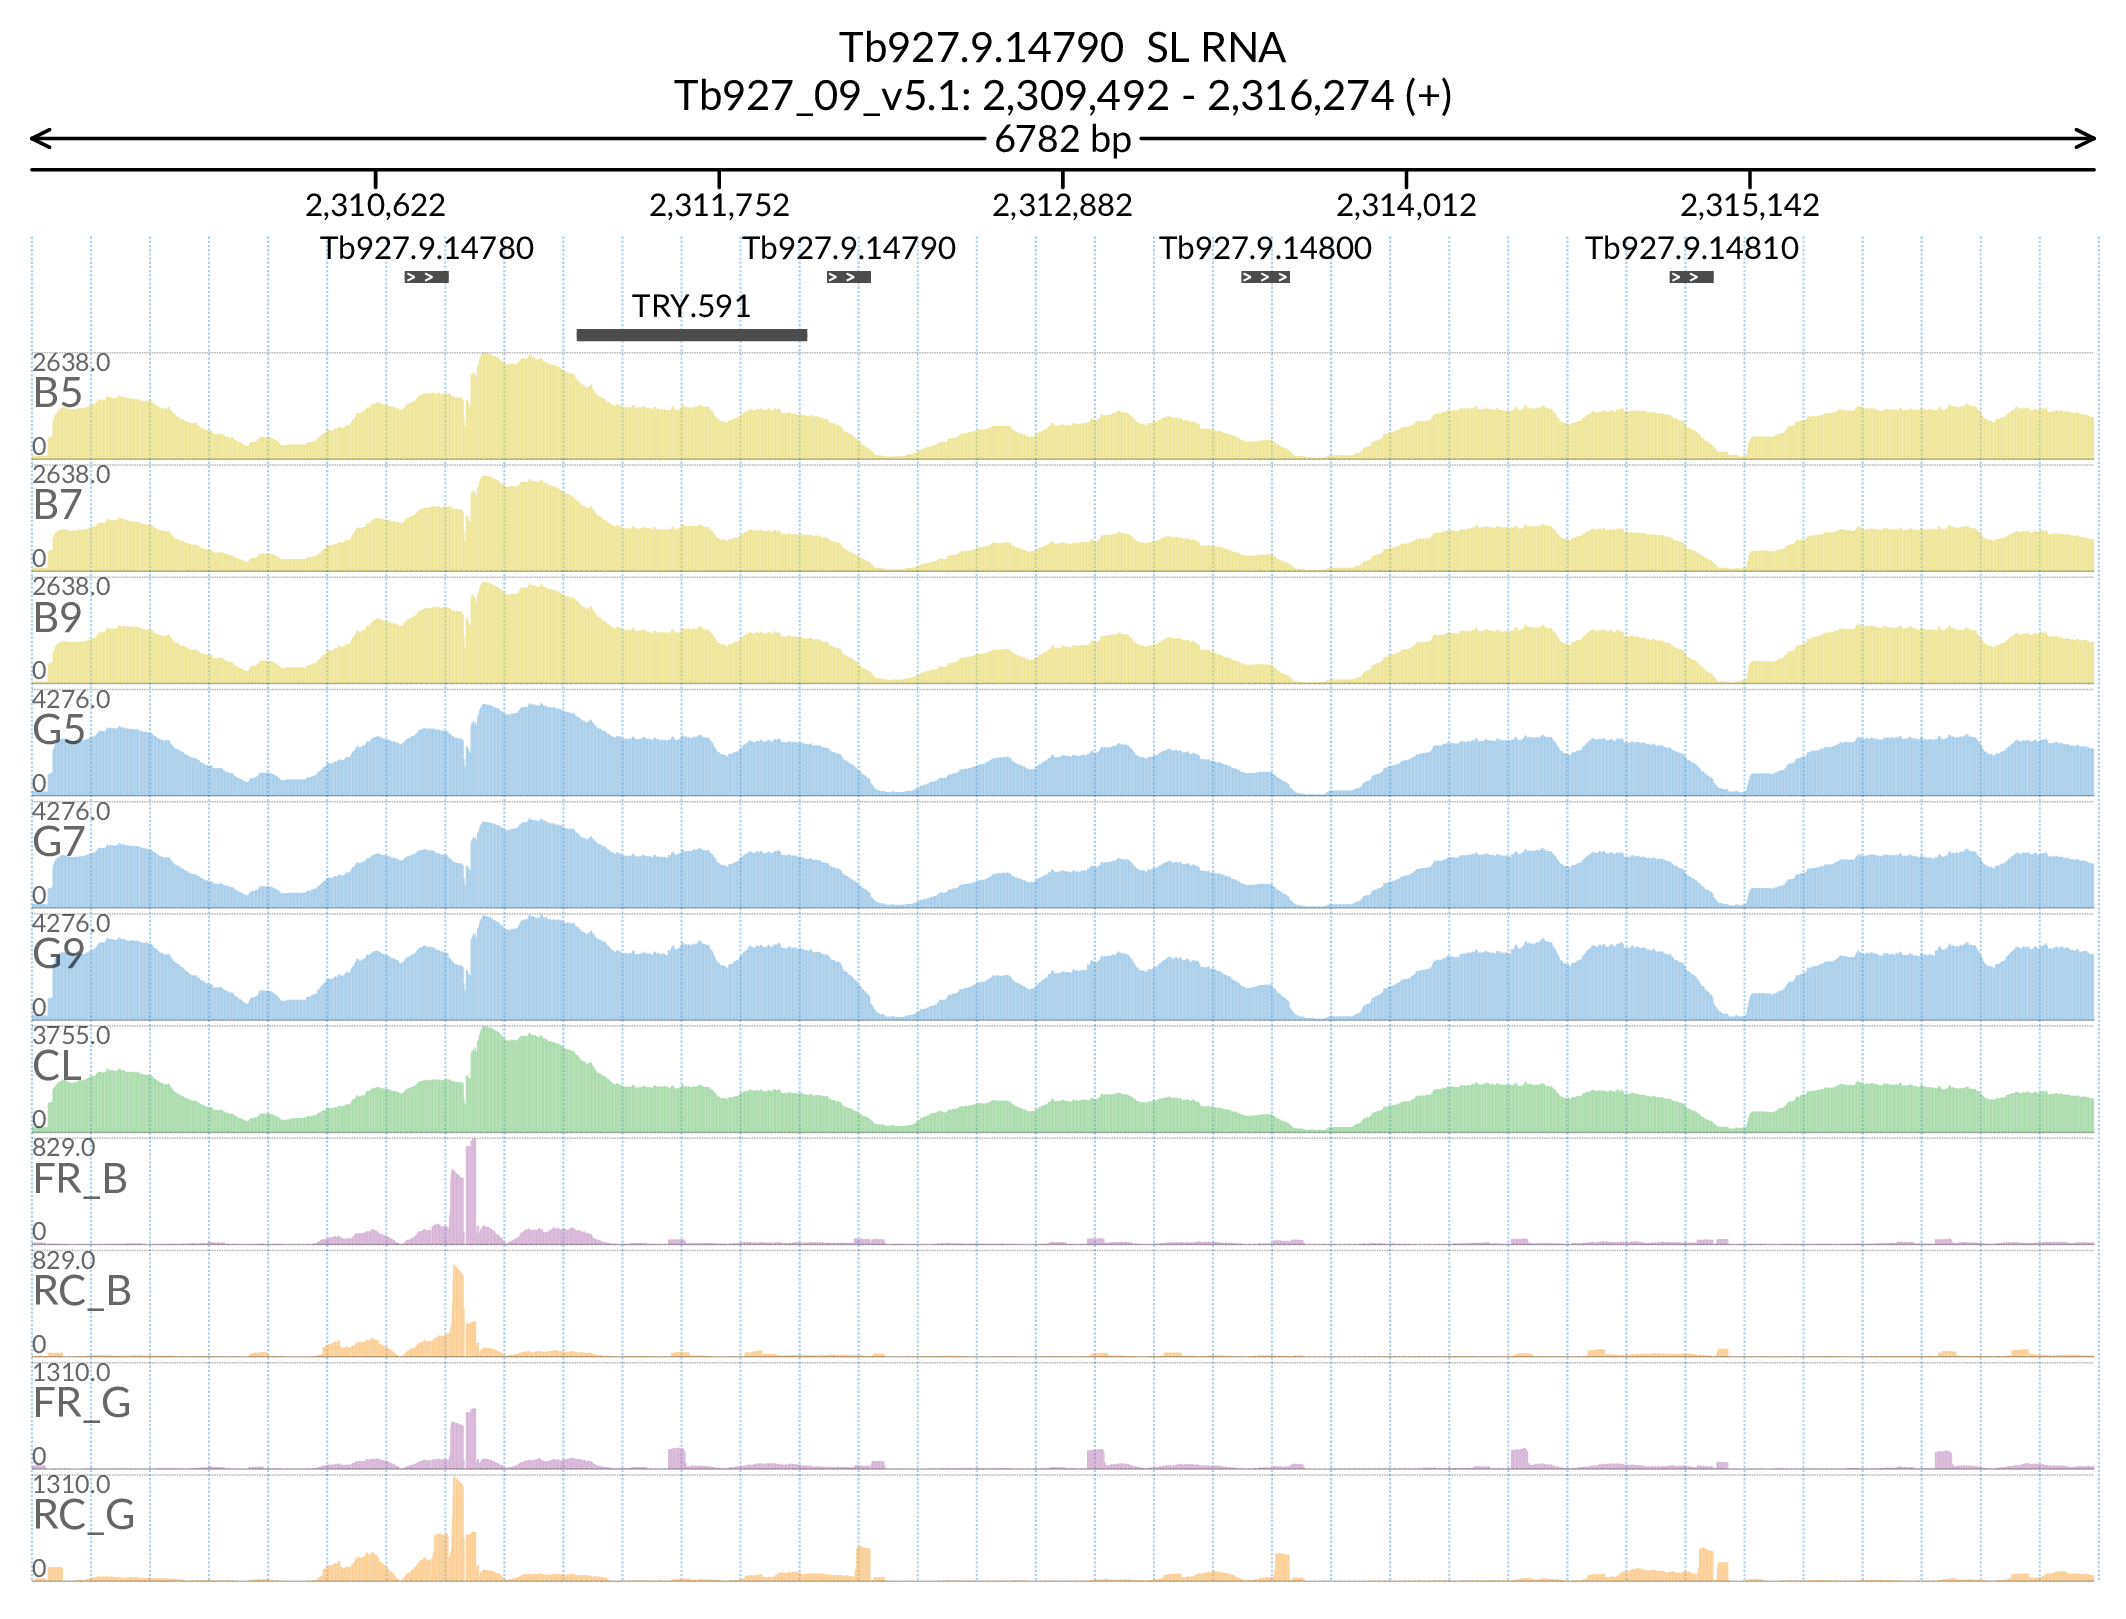 Tb927.9.14790  SL RNA
Tb927_09_v5.1: 2,309,492 - 2,316,274 (+)
6782 bp
2,310,622 2,311,752 2,312,882 2,314,012 2,315,142
Tb927.9.14780 Tb927.9.14790 Tb927.9.14800 Tb927.9.14810
TRY.591
2638.0
B5
0
2638.0
B7
0
2638.0
B9
0
4276.0
G5
0
4276.0
G7
0
4276.0
G9
0
3755.0
CL
0
829.0
FR_B
0
829.0
RC_B
0
1310.0
FR_G
0
1310.0
RC_G
0